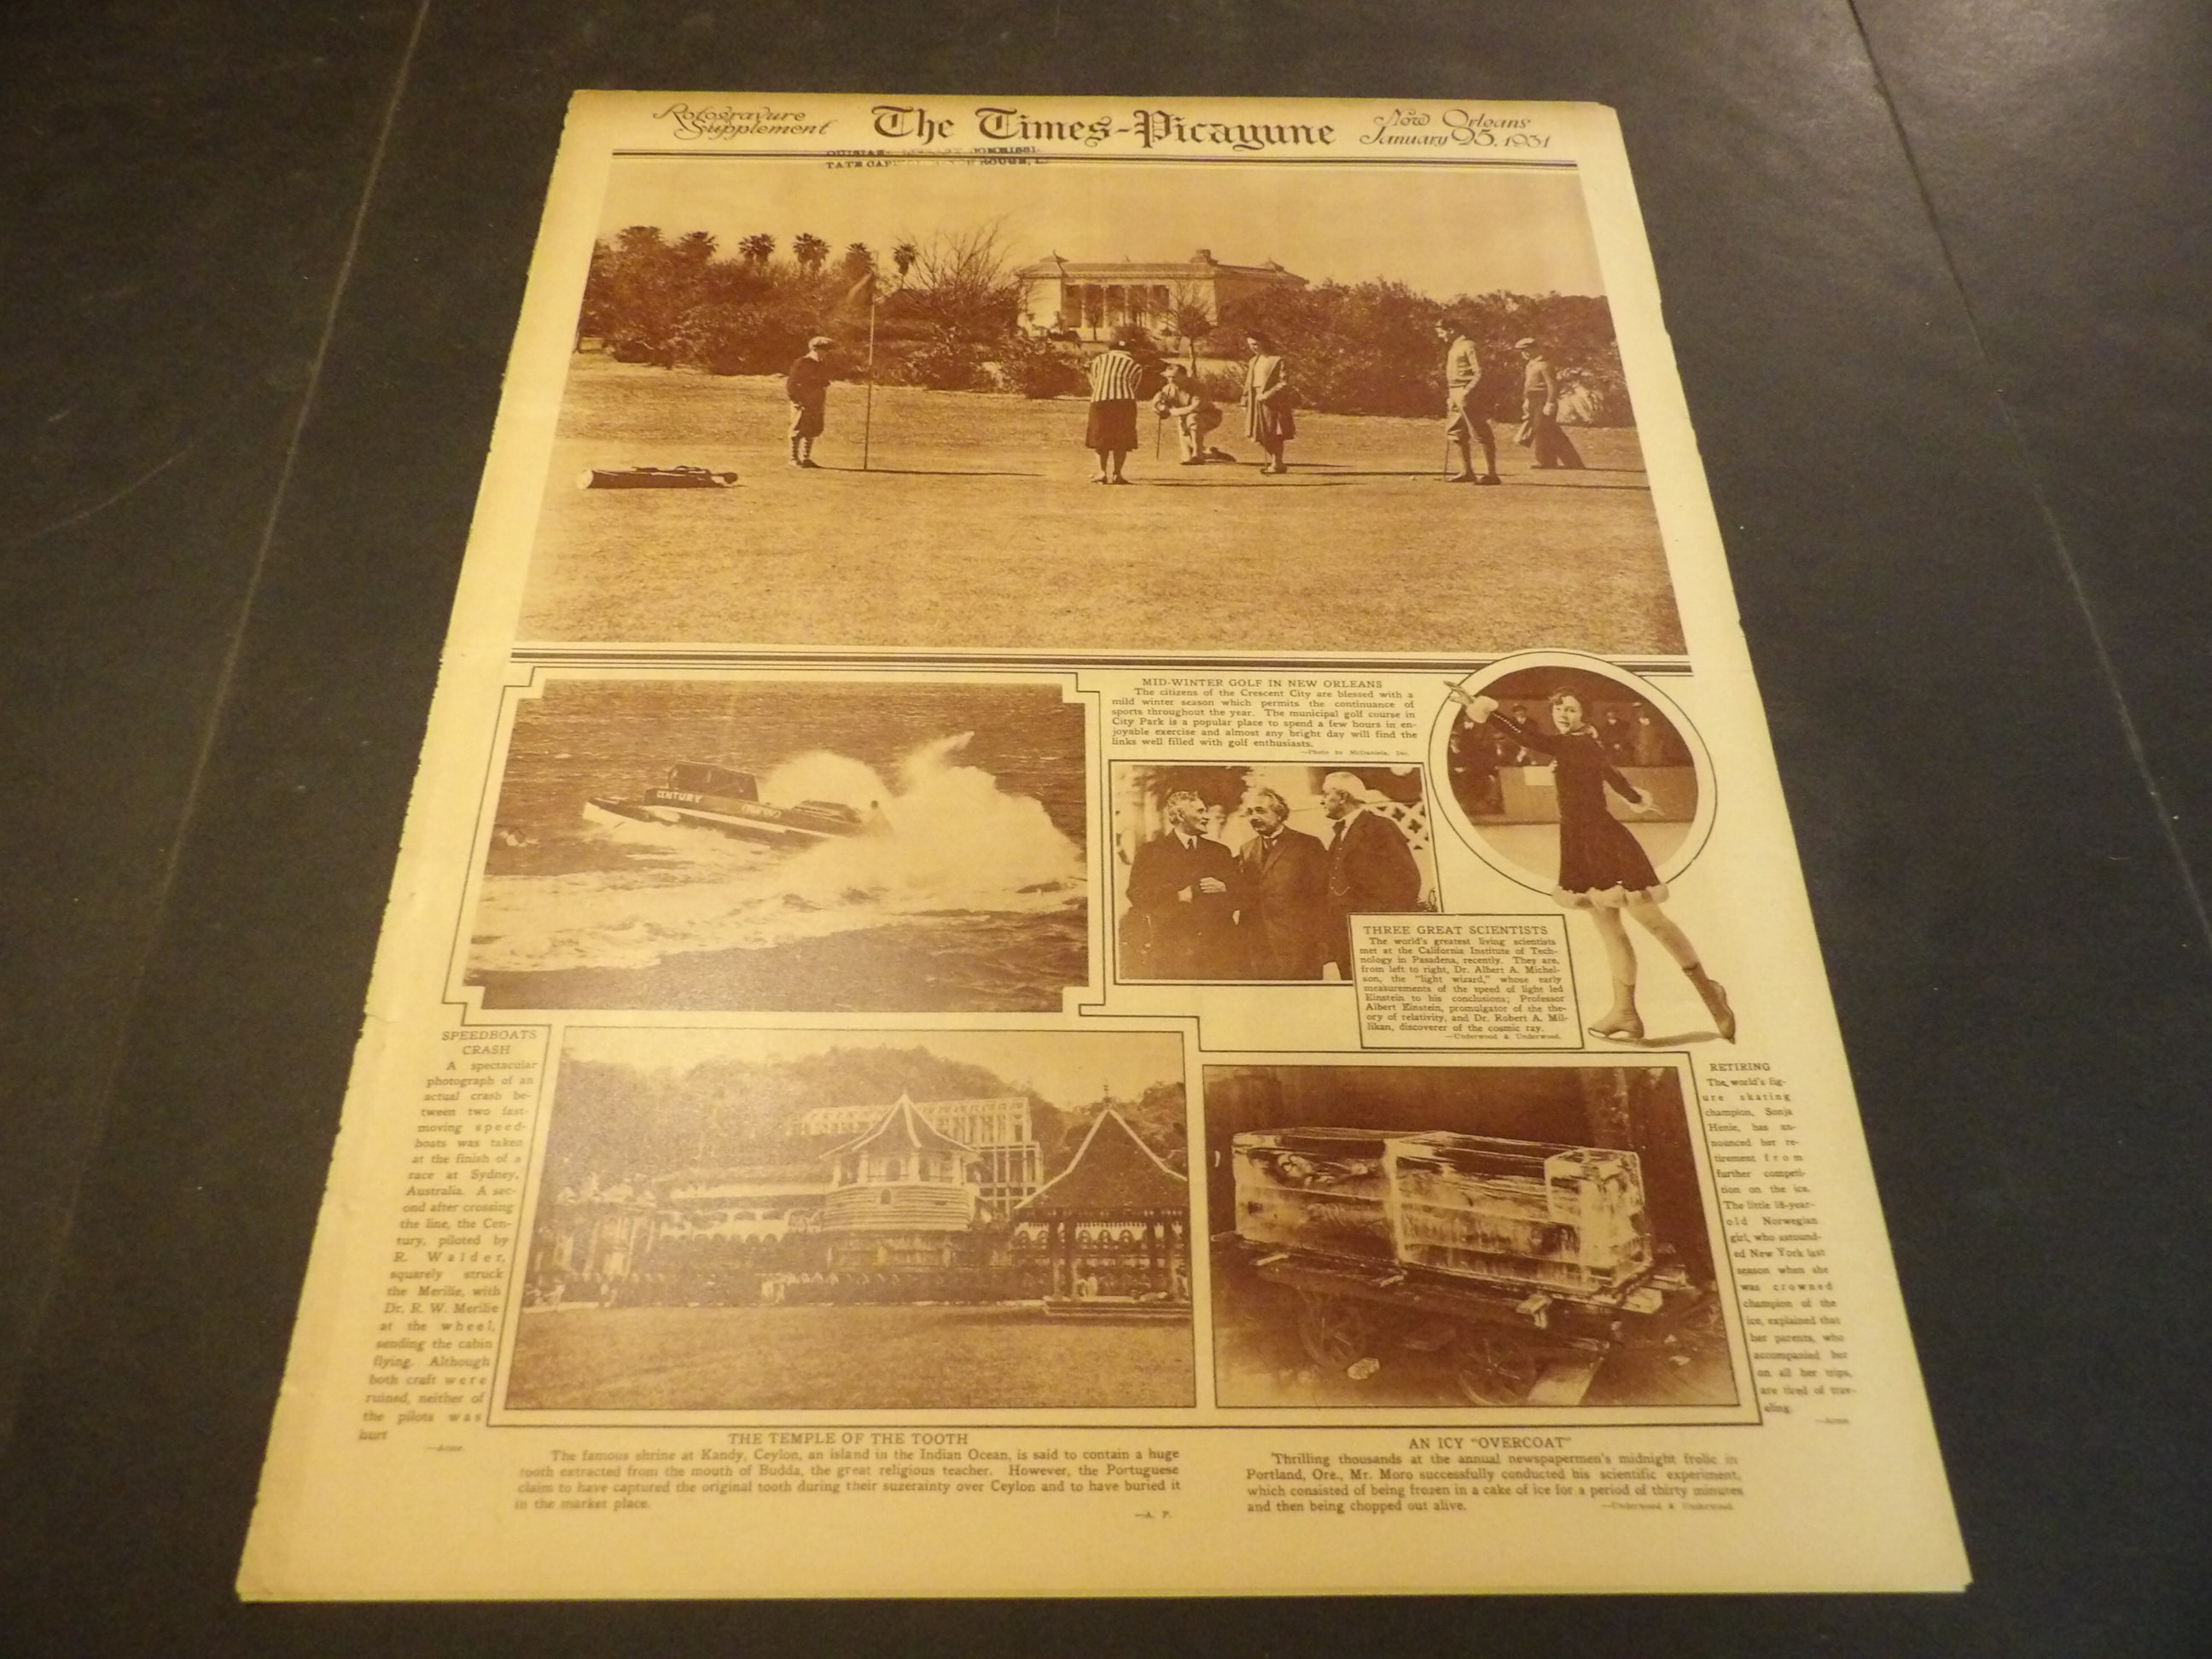 Rotogravure
Supplement
The Times-Picayune
New Orleans
January 25, 1931
TATE CAP ROUGE, L
MID-WINTER GOLF IN NEW ORLEANS
The citizens of the Crescent City are blessed with a
mild winter season which permits the continuance of
sports throughout the year. The municipal golf course in
City Park is a popular place to spend a few hours in en-
joyable exercise and almost any bright day will find the
links well filled with golf enthusiasts.
—Photo by McDaniels, Inc.
CENTURY
THREE GREAT SCIENTISTS
The world's greatest living scientists
met at the California Institute of Tech-
nology in Pasadena, recently. They are,
from left to right, Dr. Albert A. Michel-
son, the "light wizard," whose early
measurements of the speed of light led
Einstein to his conclusions; Professor
Albert Einstein, promulgator of the the-
ory of relativity, and Dr. Robert A. Mil-
likan, discoverer of the cosmic ray.
—Underwood & Underwood.
SPEEDBOATS
CRASH
A spectacular
photograph of an
actual crash be-
tween two fast-
moving speed-
boats was taken
at the finish of a
race at Sydney,
Australia. A sec-
ond after crossing
the line, the Cen-
tury, piloted by
R. Walder,
squarely struck
the Merilie, with
Dr. R. W. Merilie
at the wheel,
sending the cabin
flying. Although
both craft were
ruined, neither of
the pilots was
hurt
—Acme.
RETIRING
The world's fig-
ure skating
champion, Sonja
Henie, has an-
nounced her re-
tirement from
further competi-
tion on the ice.
The little 18-year-
old Norwegian
girl, who astound-
ed New York last
season when she
was crowned
champion of the
ice, explained that
her parents, who
accompanied her
on all her trips,
are tired of trav-
eling.
—Acme.
THE TEMPLE OF THE TOOTH
The famous shrine at Kandy, Ceylon, an island in the Indian Ocean, is said to contain a huge
tooth extracted from the mouth of Budda, the great religious teacher. However, the Portuguese
claim to have captured the original tooth during their suzerainty over Ceylon and to have buried it
in the market place.
—A. P.
AN ICY "OVERCOAT"
Thrilling thousands at the annual newspapermen's midnight frolic in
Portland, Ore., Mr. Moro successfully conducted his scientific experiment,
which consisted of being frozen in a cake of ice for a period of thirty minutes
and then being chopped out alive.
—Underwood & Underwood.